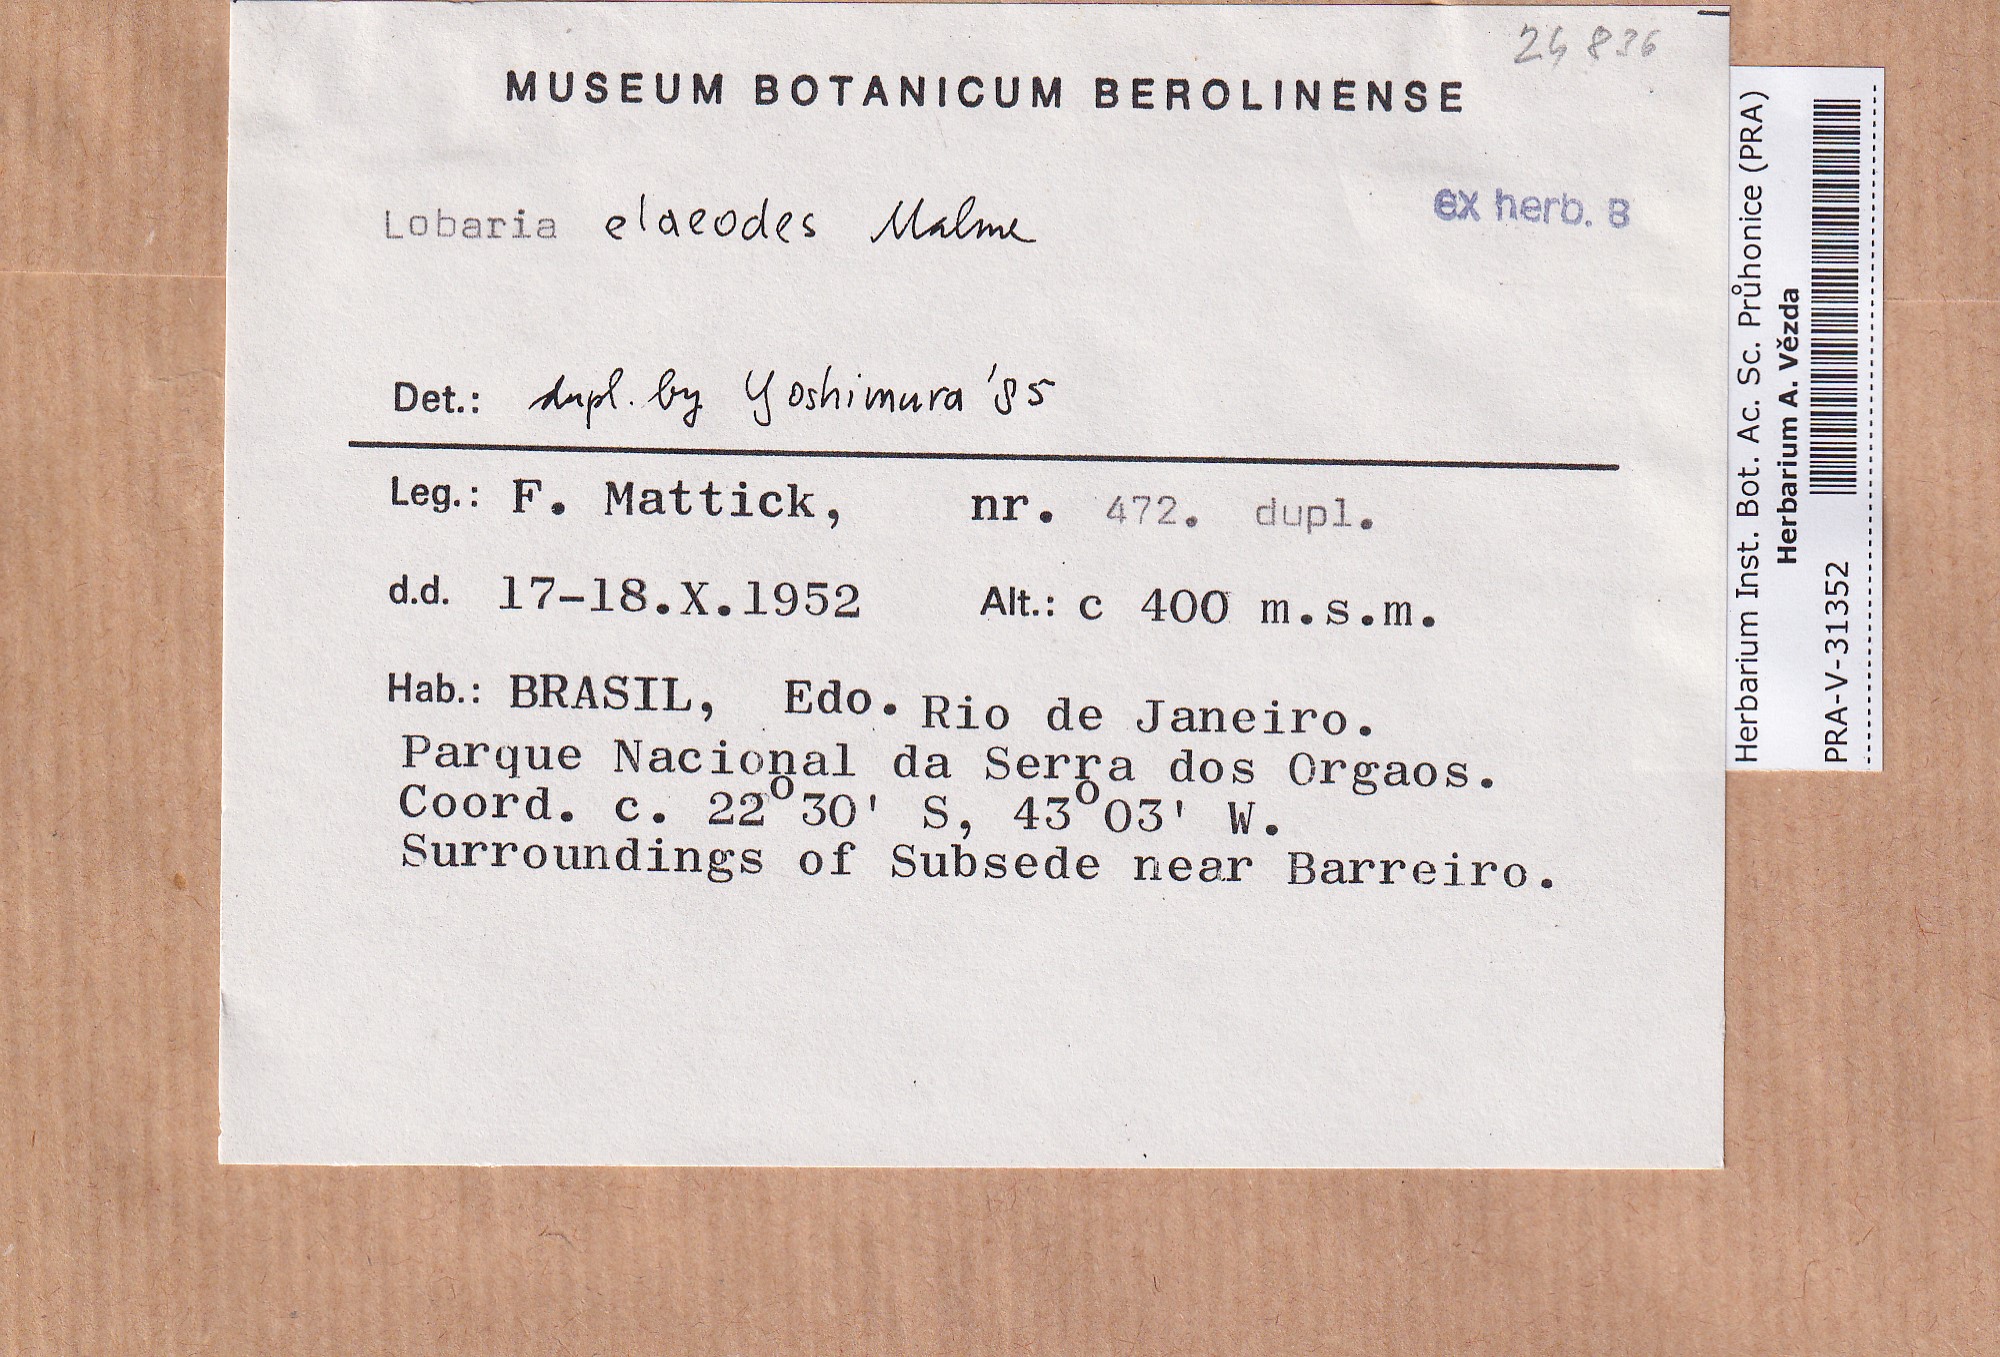 24 836
MUSEUM BOTANICUM BEROLINENSE
Lobaria elaeodes Malme
ex herb. B
Det.: dupl. by Yoshimura '85
Leg.: F. Mattick, nr. 472. dupl.
d.d. 17-18.X.1952 Alt.: c 400 m.s.m.
Hab.: BRASIL, Edo. Rio de Janeiro.
Parque Nacional da Serra dos Orgaos.
Coord. c. 22°30' S, 43°03' W.
Surroundings of Subsede near Barreiro.
Herbarium Inst. Bot. Ac. Sc. Průhonice (PRA)
Herbarium A. Vězda
PRA-V-31352